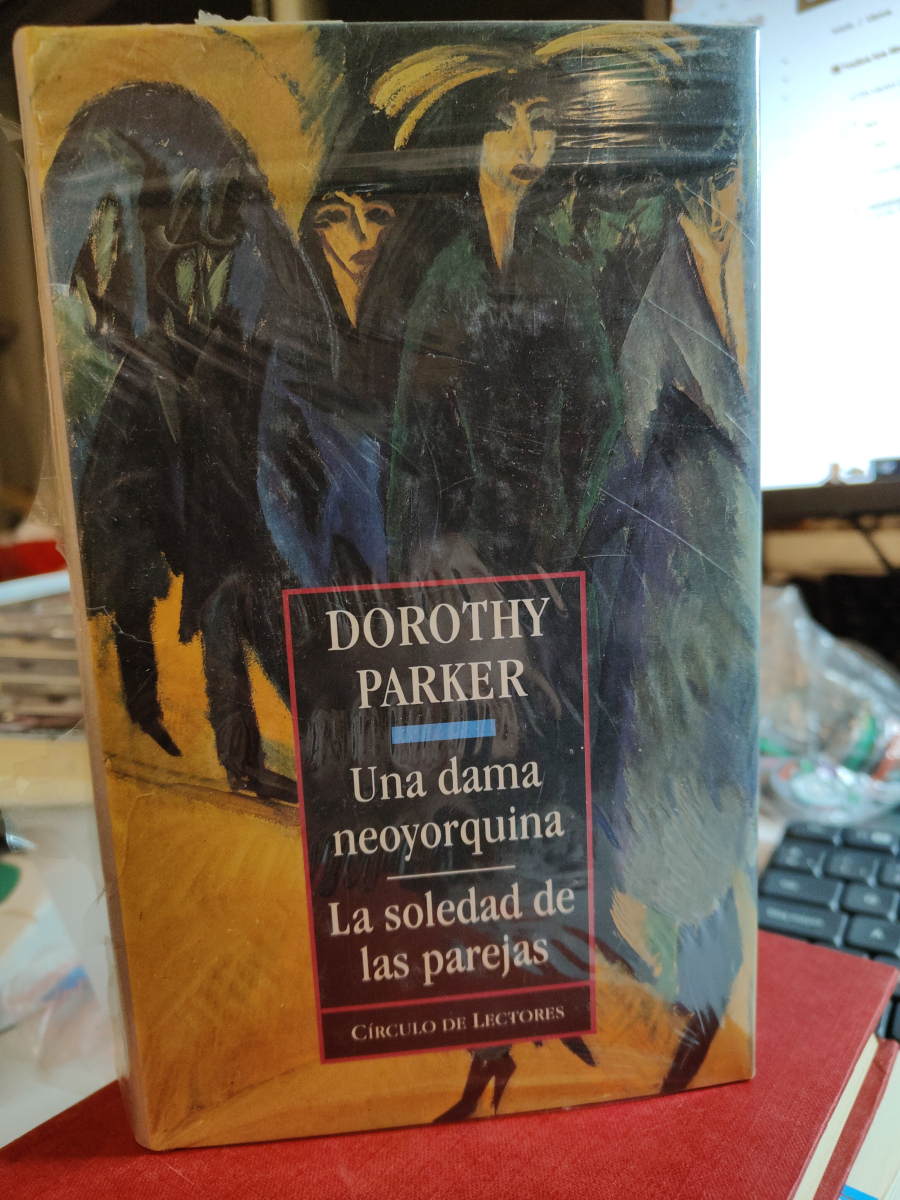 DOROTHY
PARKER
Una dama
neoyorquina
La soledad de
las parejas
CÍRCULO DE LECTORES